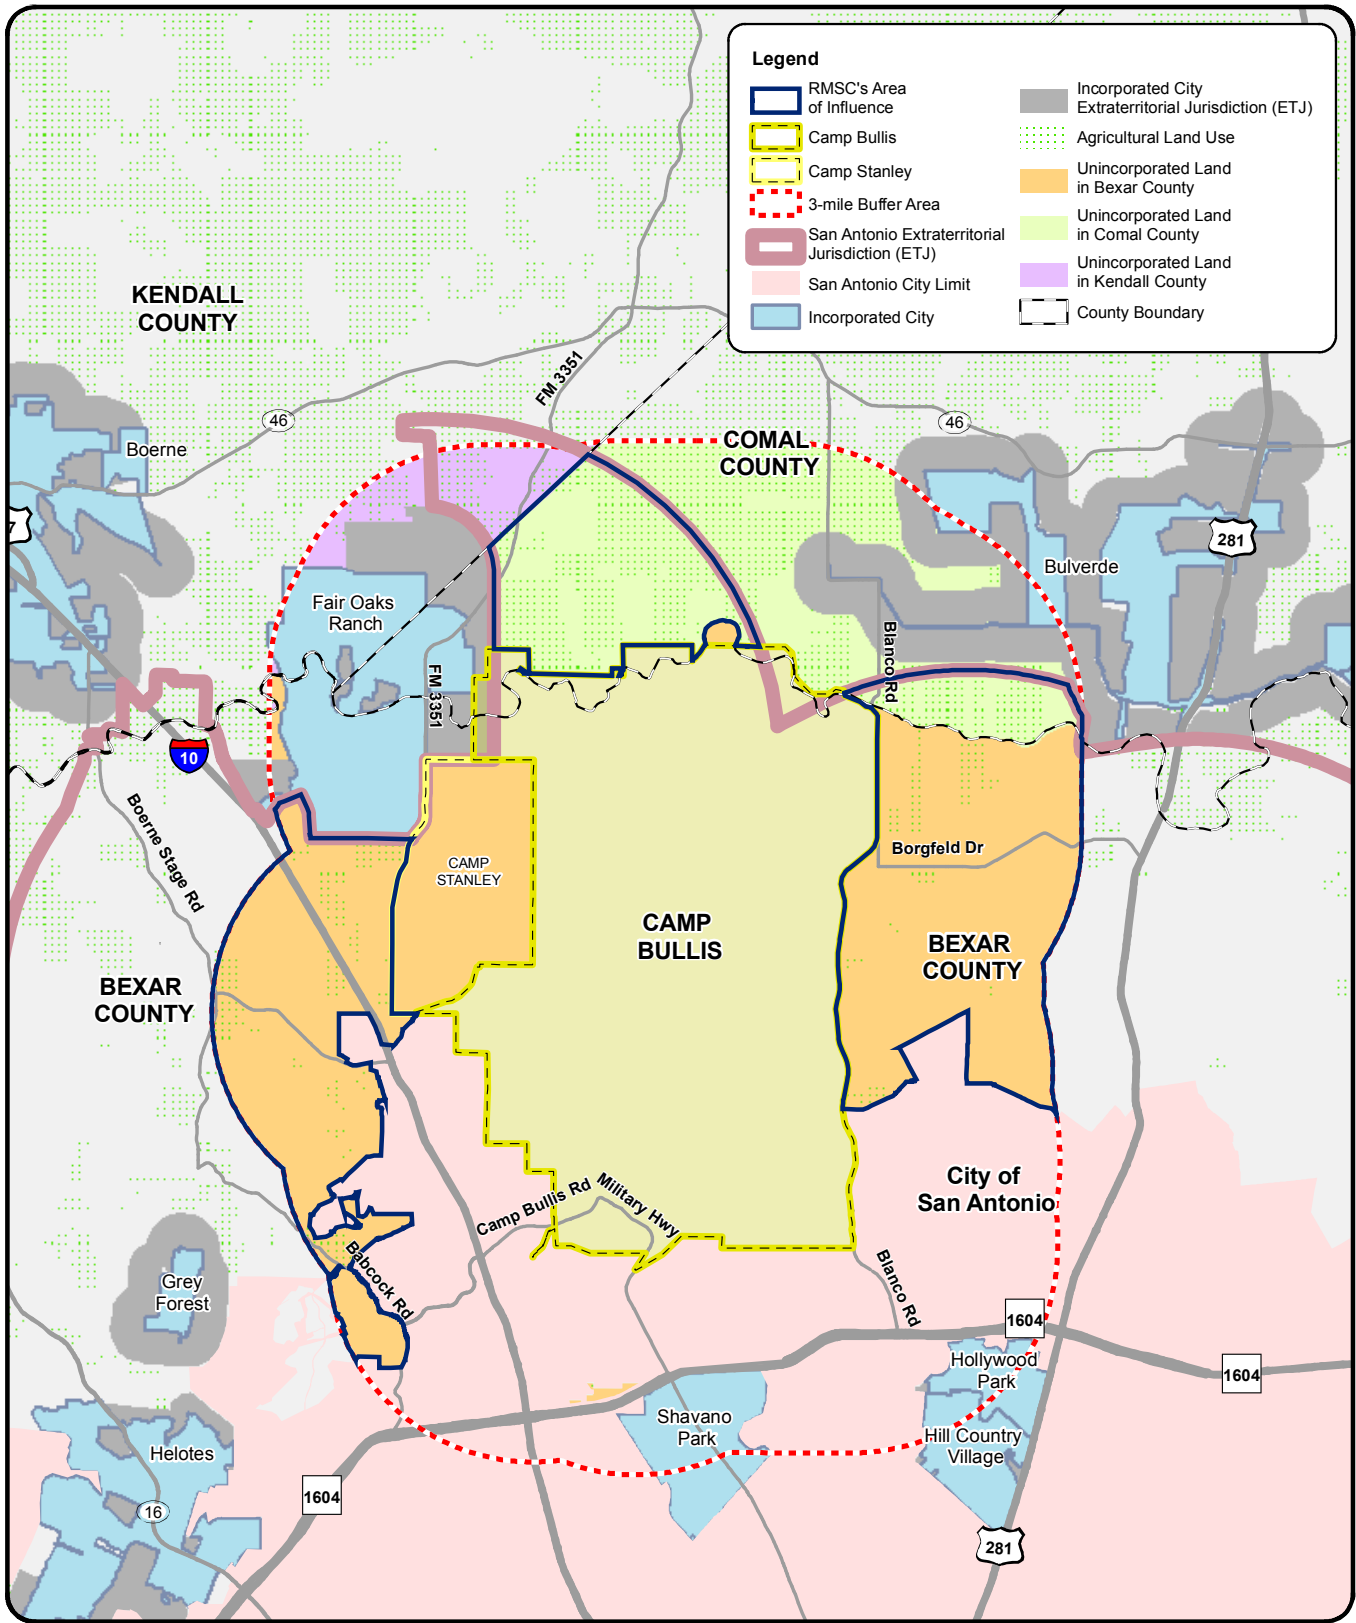 Legend
RMSC's Area
of Influence
Camp Bullis
Camp Stanley
3-mile Buffer Area
San Antonio Extraterritorial
Jurisdiction (ETJ)
San Antonio City Limit
Incorporated City
Incorporated City
Extraterritorial Jurisdiction (ETJ)
Agricultural Land Use
Unincorporated Land
in Bexar County
Unincorporated Land
in Comal County
Unincorporated Land
in Kendall County
County Boundary
KENDALL
COUNTY
FM 3351
46
46
Boerne
COMAL
COUNTY
7
281
Bulverde
Fair Oaks
Ranch
Blanco Rd
FM 3351
10
Boerne Stage Rd
Borgfeld Dr
CAMP
STANLEY
CAMP
BULLIS
BEXAR
COUNTY
BEXAR
COUNTY
City of
San Antonio
Camp Bullis Rd
Military Hwy
Babcock Rd
Blanco Rd
Grey
Forest
1604
Hollywood
Park
1604
Shavano
Park
Hill Country
Village
Helotes
1604
16
281